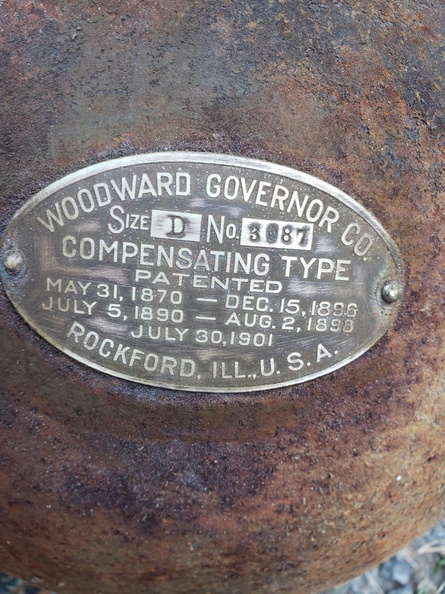 WOODWARD GOVERNOR CO.
SIZE D NO. 3087
COMPENSATING TYPE
PATENTED
MAY 31, 1870 — DEC. 15, 1896
JULY 5, 1890 — AUG. 2, 1898
JULY 30, 1901
ROCKFORD, ILL., U. S. A.